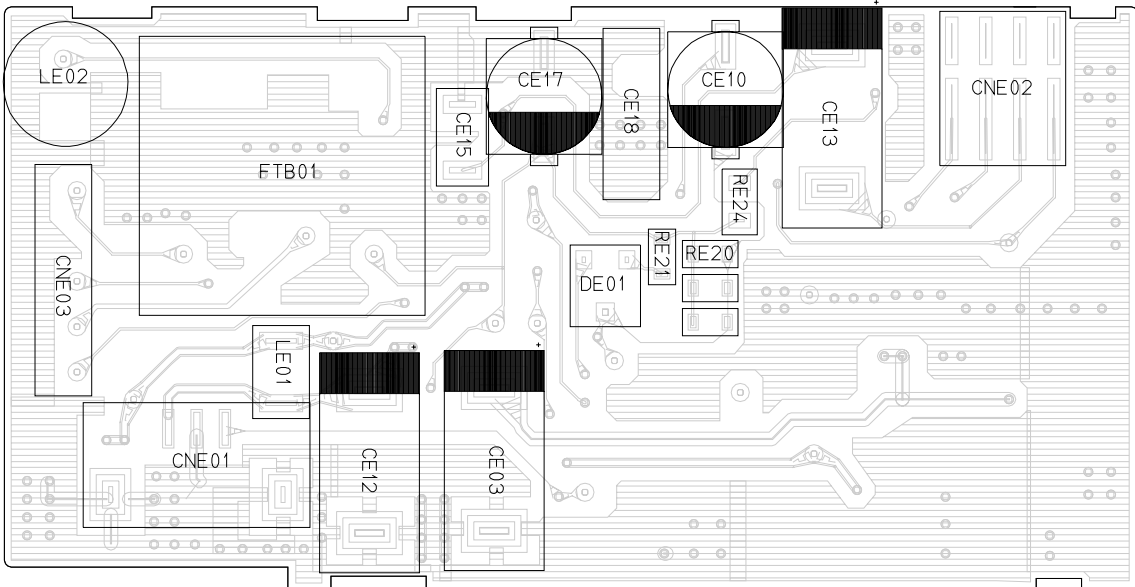 LE02
CE17
CE10
CNE02
CE18
CE13
CE15
FTB01
RE24
RE21
RE20
CNE03
DE01
LE01
CNE01
CE12
CE03